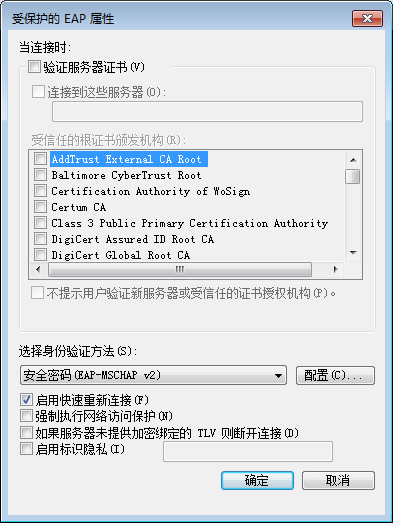 受保护的 EAP 属性
当连接时:
验证服务器证书(V)
连接到这些服务器(O):
受信任的根证书颁发机构(R):
AddTrust External CA Root
Baltimore CyberTrust Root
Certification Authority of WoSign
Certum CA
Class 3 Public Primary Certification Authority
DigiCert Assured ID Root CA
DigiCert Global Root CA
不提示用户验证新服务器或受信任的证书授权机构(P)。
选择身份验证方法(S):
安全密码(EAP-MSCHAP v2)
配置(C)...
启用快速重新连接(F)
强制执行网络访问保护(N)
如果服务器未提供加密绑定的 TLV 则断开连接(D)
启用标识隐私(I)
确定
取消